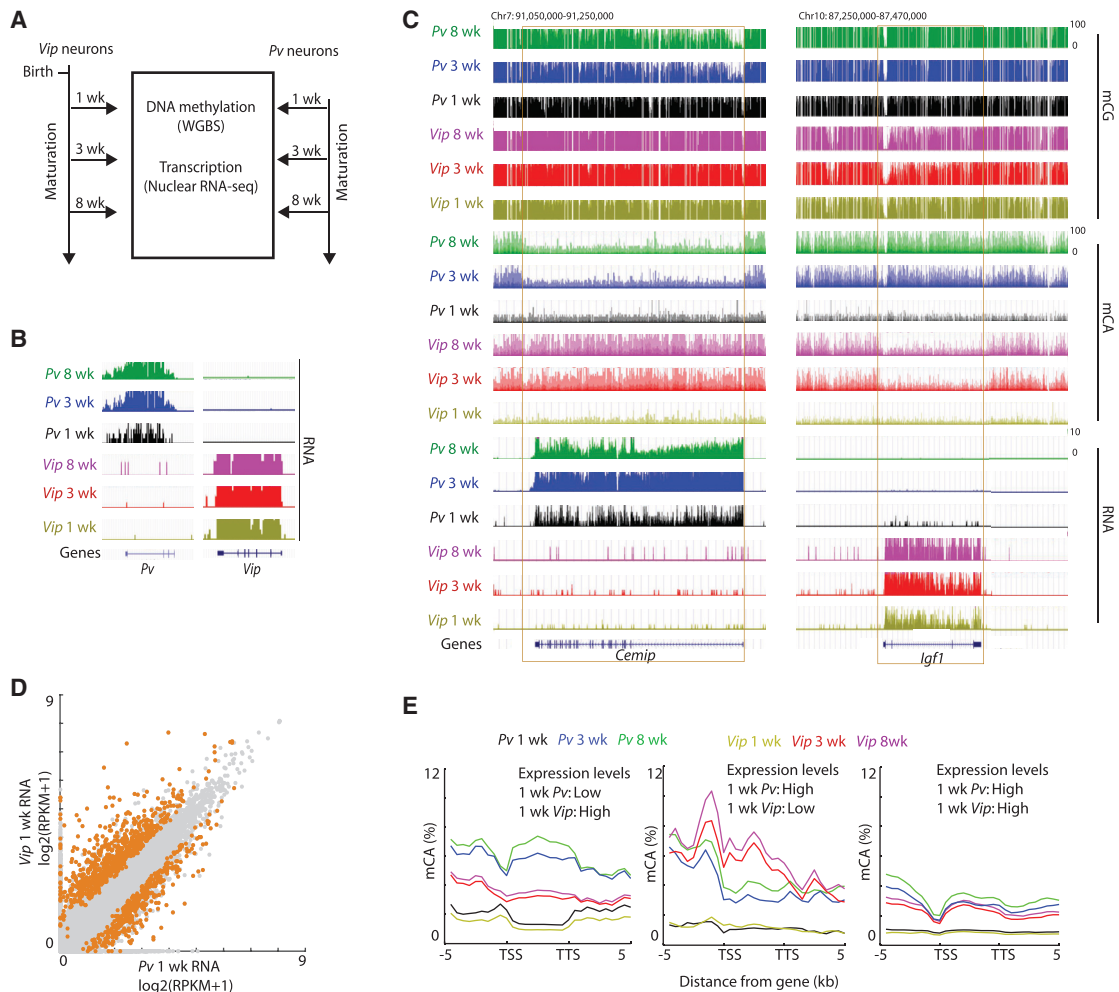 A
Vip neurons
Pv neurons
Birth
1 wk
3 wk
8 wk
Maturation
DNA methylation
(WGBS)
Transcription
(Nuclear RNA-seq)
1 wk
3 wk
8 wk
Maturation
B
Pv 8 wk
Pv 3 wk
Pv 1 wk
Vip 8 wk
Vip 3 wk
Vip 1 wk
Genes
Pv
Vip
RNA
C
Chr7: 91,050,000-91,250,000
Chr10: 87,250,000-87,470,000
Pv 8 wk
Pv 3 wk
Pv 1 wk
Vip 8 wk
Vip 3 wk
Vip 1 wk
100
0
mCG
Pv 8 wk
Pv 3 wk
Pv 1 wk
Vip 8 wk
Vip 3 wk
Vip 1 wk
100
0
mCA
Pv 8 wk
Pv 3 wk
Pv 1 wk
Vip 8 wk
Vip 3 wk
Vip 1 wk
10
0
RNA
Genes
Cemip
Igf1
D
9
Vip 1 wk RNA
log2(RPKM+1)
0
0
9
Pv 1 wk RNA
log2(RPKM+1)
E
Pv 1 wk Pv 3 wk Pv 8 wk
Vip 1 wk Vip 3 wk Vip 8wk
12
mCA (%)
0
Expression levels
1 wk Pv: Low
1 wk Vip: High
-5 TSS TTS 5
12
mCA (%)
0
Expression levels
1 wk Pv: High
1 wk Vip: Low
-5 TSS TTS 5
12
mCA (%)
0
Expression levels
1 wk Pv: High
1 wk Vip: High
-5 TSS TTS 5
Distance from gene (kb)